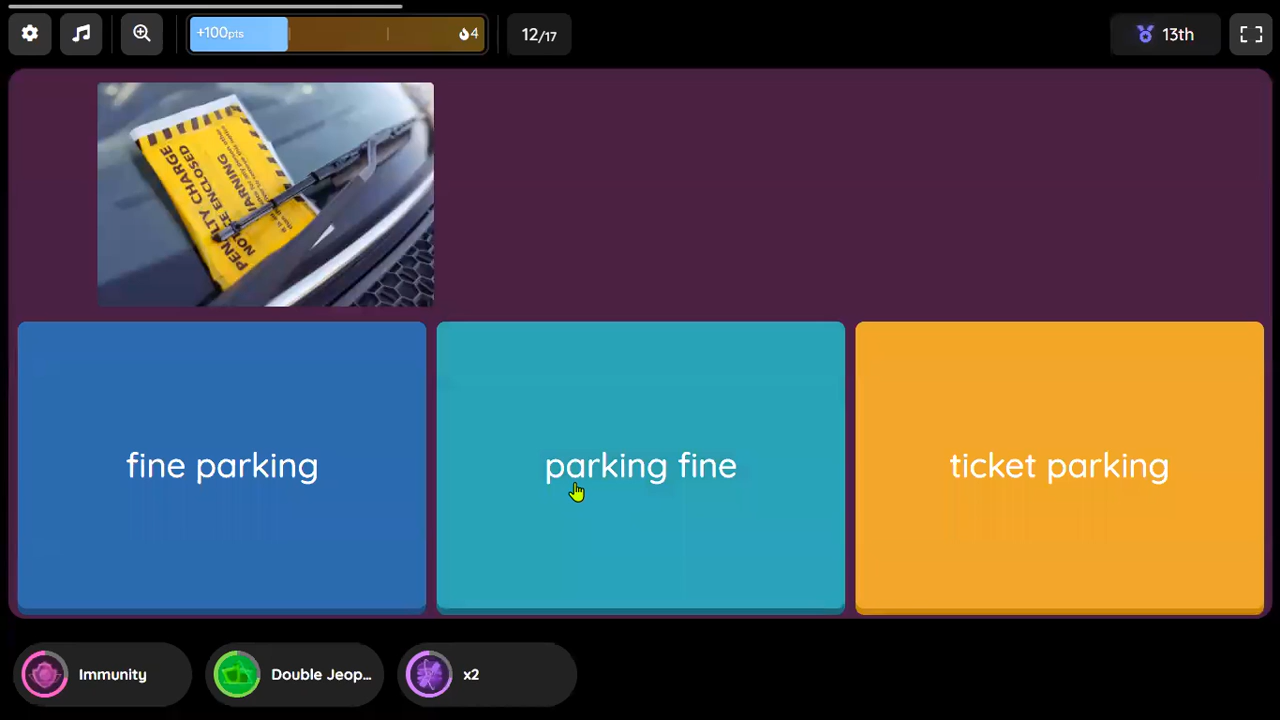 +100pts
4
12/17
13th
PENALTY CHARGE
NOTICE ENCLOSED
WARNING
fine parking
parking fine
ticket parking
Immunity
Double Jeop...
x2